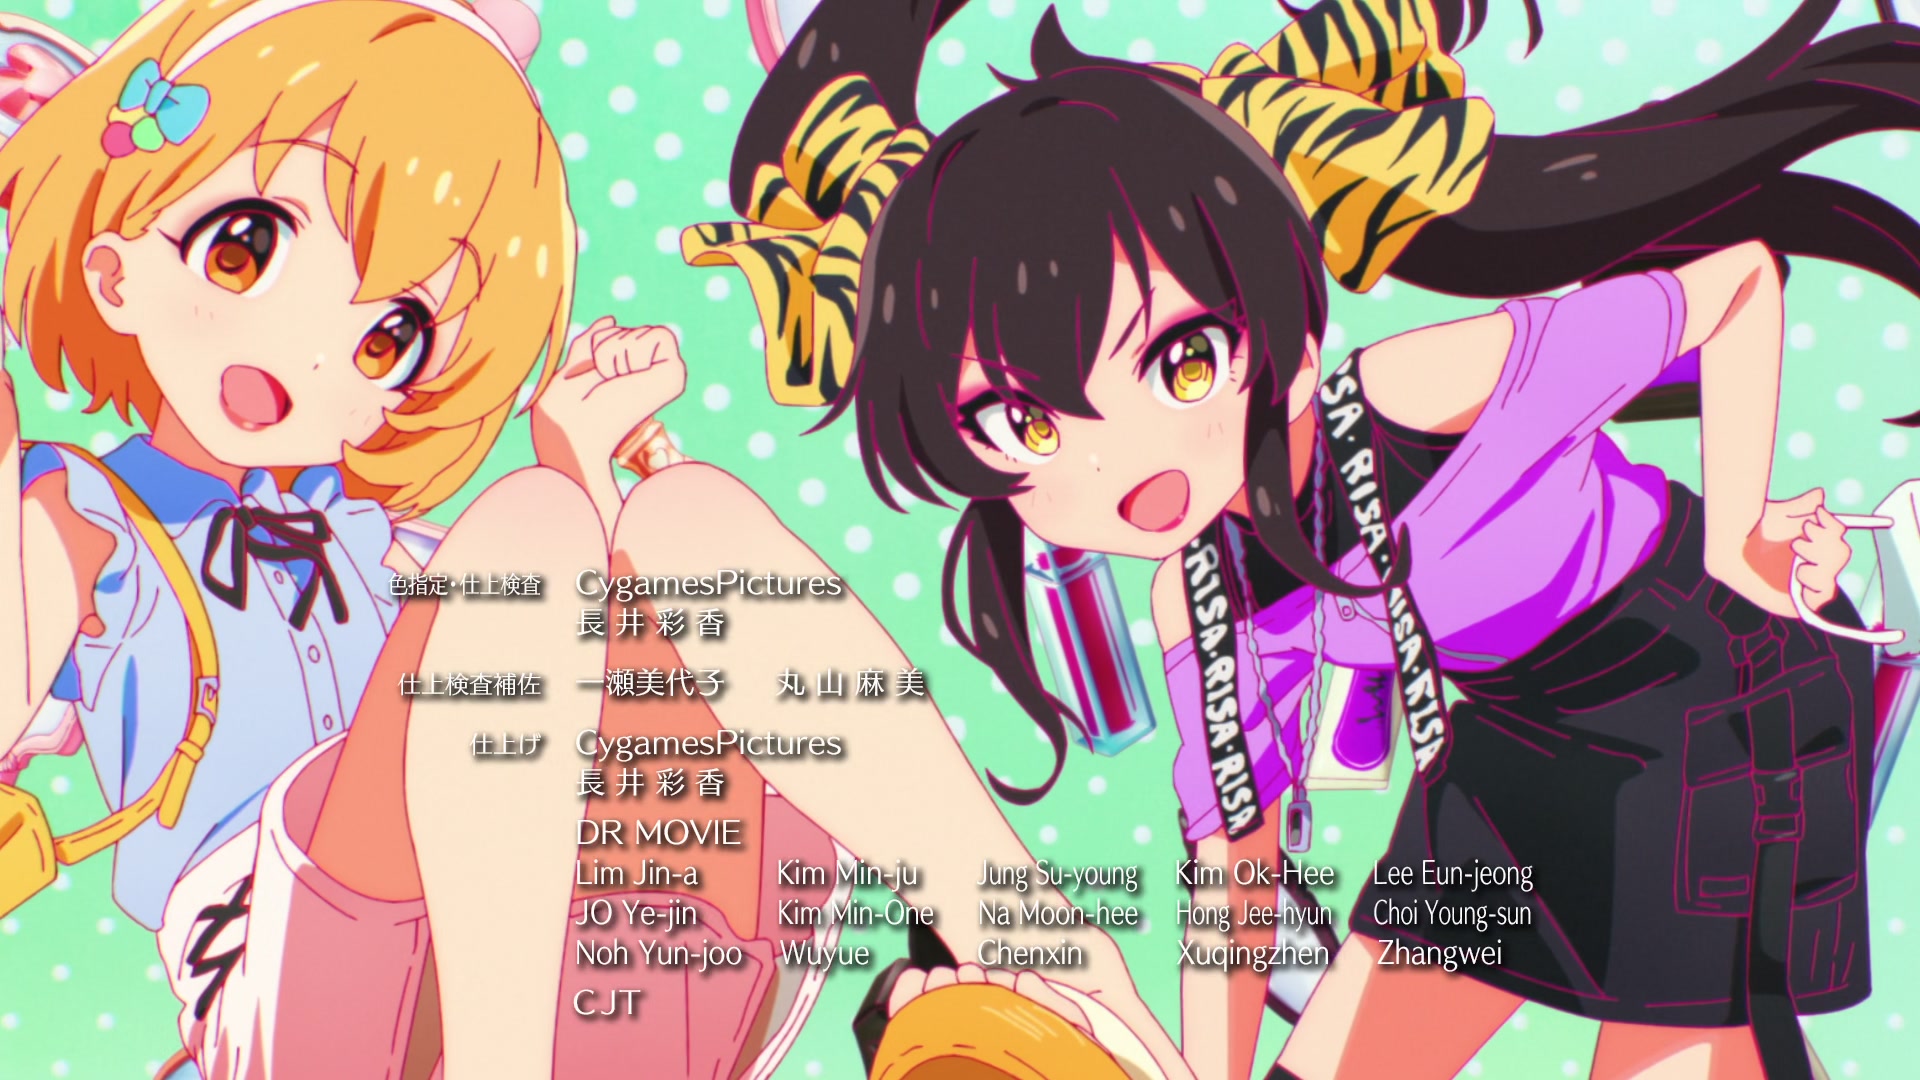 色指定・仕上検査 CygamesPictures
長井彩香
仕上検査補佐 一瀬美代子 丸山麻美
仕上げ CygamesPictures
長井彩香
DR MOVIE
Lim Jin-a Kim Min-ju Jung Su-young Kim Ok-Hee Lee Eun-jeong
JO Ye-jin Kim Min-One Na Moon-hee Hong Jee-hyun Choi Young-sun
Noh Yun-joo Wuyue Chenxin Xuqingzhen Zhangwei
CJT
RISA・RISA・RISA・RISA
RISA・RISA・RISA・RISA